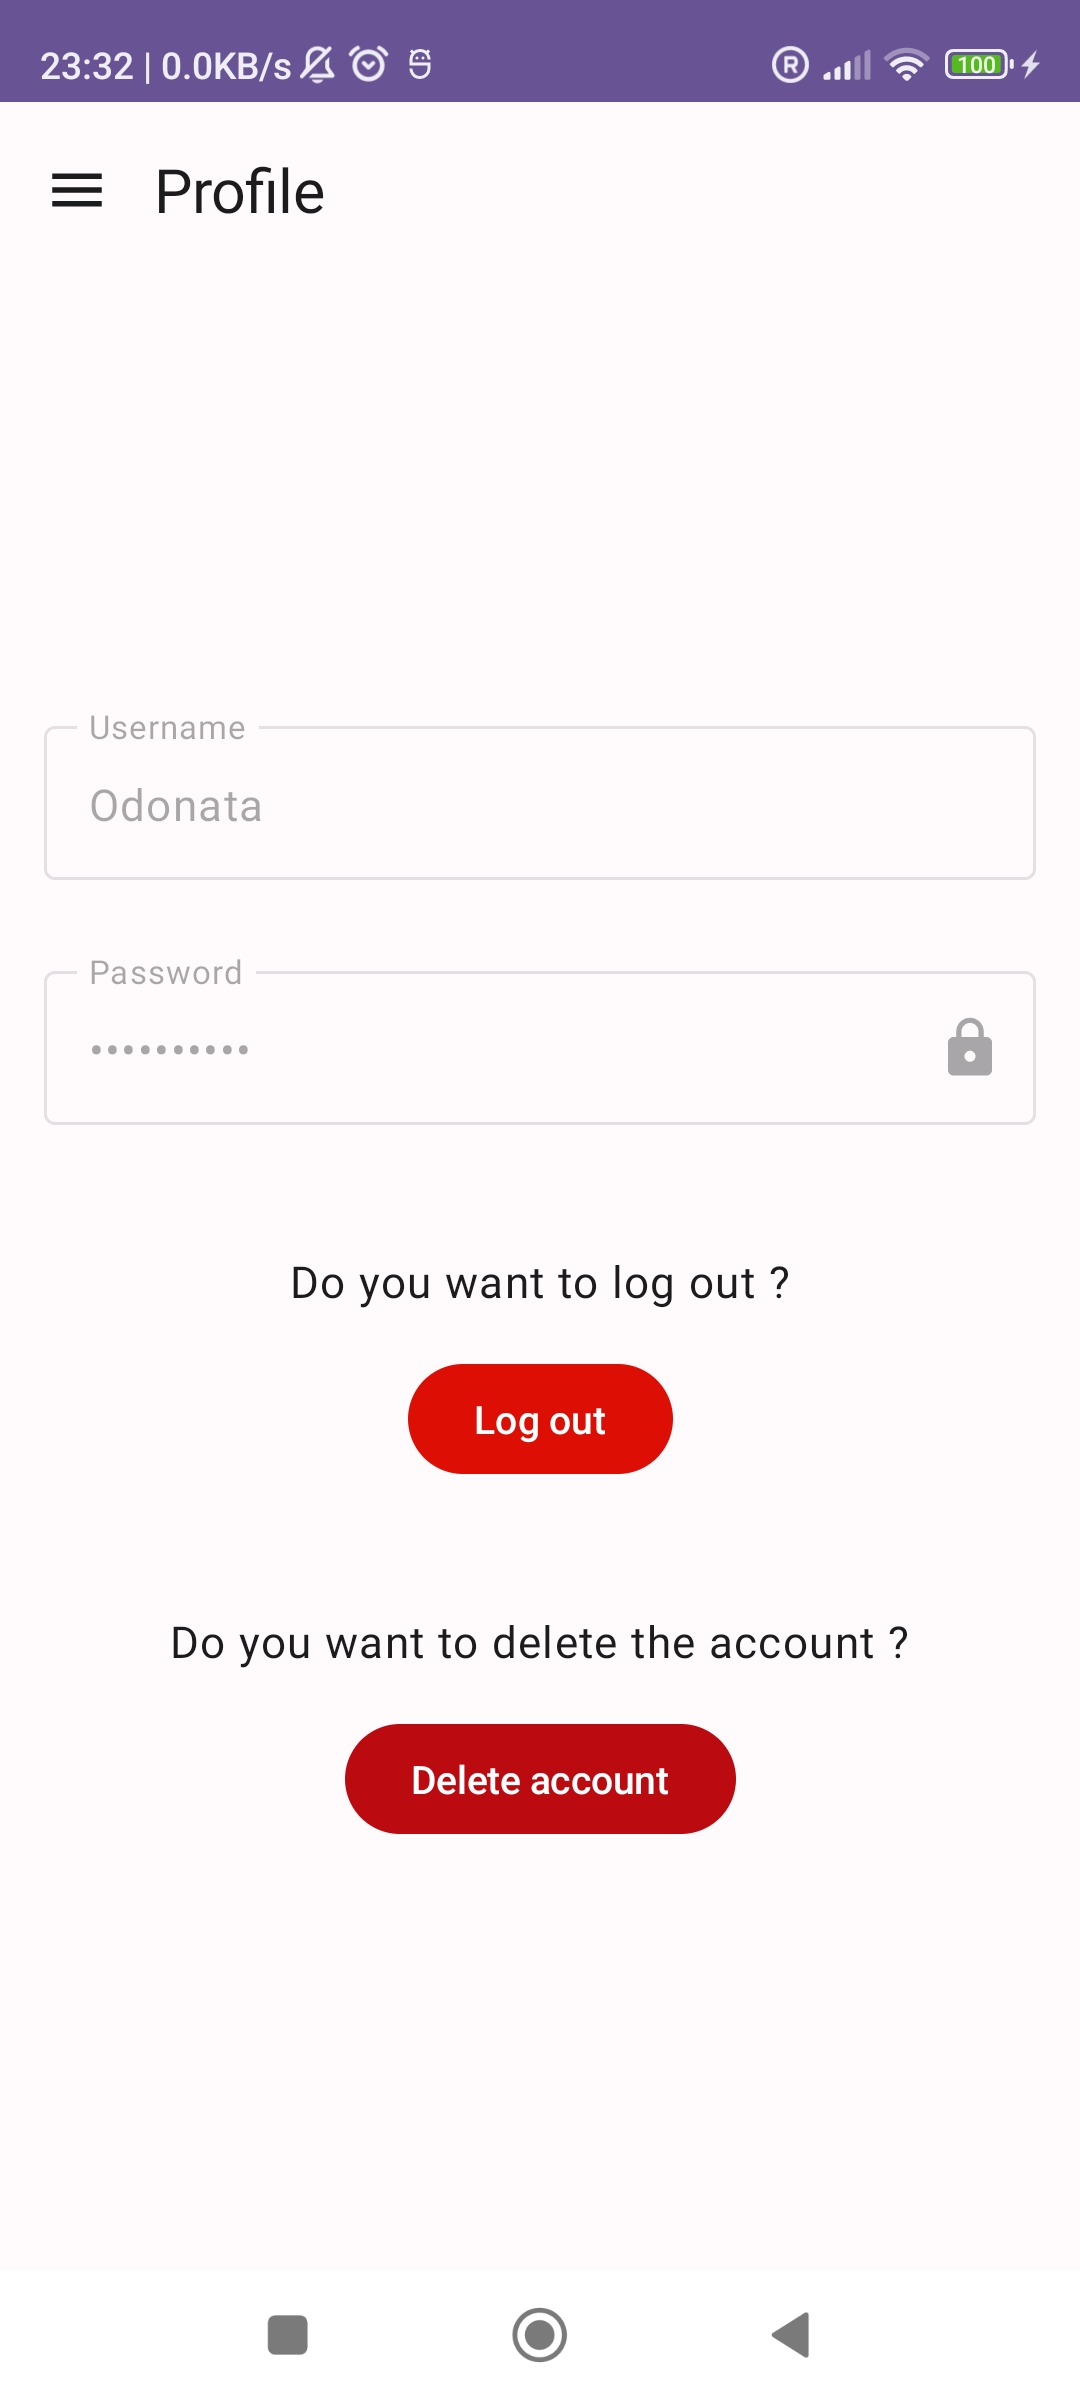 23:32 | 0.0KB/s
R
100
Profile
Username
Odonata
Password
••••••••••
Do you want to log out ?
Log out
Do you want to delete the account ?
Delete account